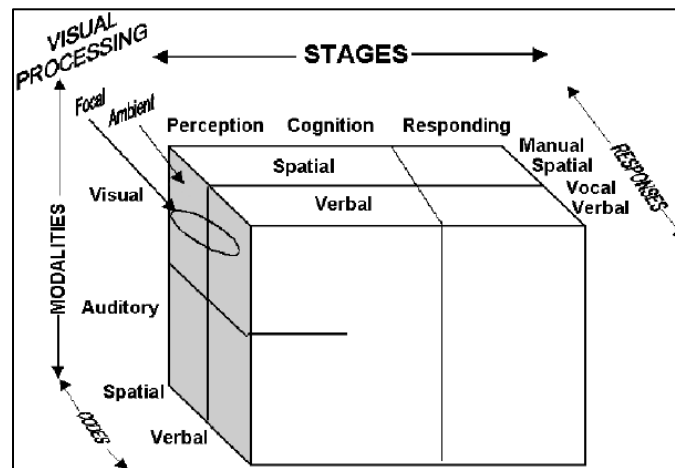 VISUAL
PROCESSING
STAGES
Focal
Ambient
Perception Cognition Responding
Manual
Spatial
Spatial
Vocal
Verbal
Verbal
RESPONSES
Visual
MODALITIES
Auditory
Spatial
Verbal
CODES